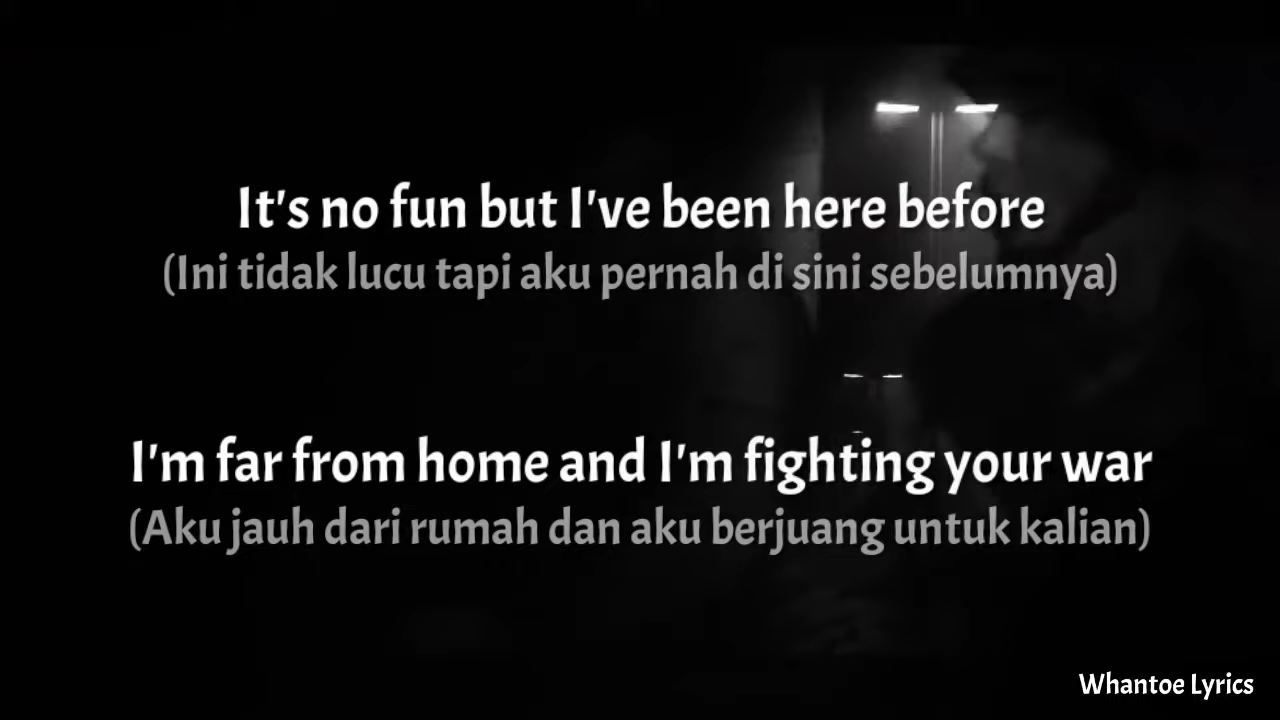 It's no fun but I've been here before
(Ini tidak lucu tapi aku pernah di sini sebelumnya)
I'm far from home and I'm fighting your war
(Aku jauh dari rumah dan aku berjuang untuk kalian)
Whantoe Lyrics